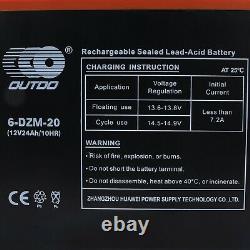 Rechargeable Sealed Lead-Acid Battery
OUTDO
6-DZM-20
(12V24Ah/10HR)
CHARGING INSTRUCTION AT 25℃
Application Voltage Regulation Initial Current
Floating use 13.6-13.8V Less than 7.2A
Cycle use 14.5-14.9V
WARNING:
Risk of fire, explosion, or burns.
Do not short the battery terminal.
Do not disassemble, heat above 40°C, or incinerate.
ZHANGZHOU HUAWEI POWER SUPPLY TECHNOLOGY CO.,LTD.